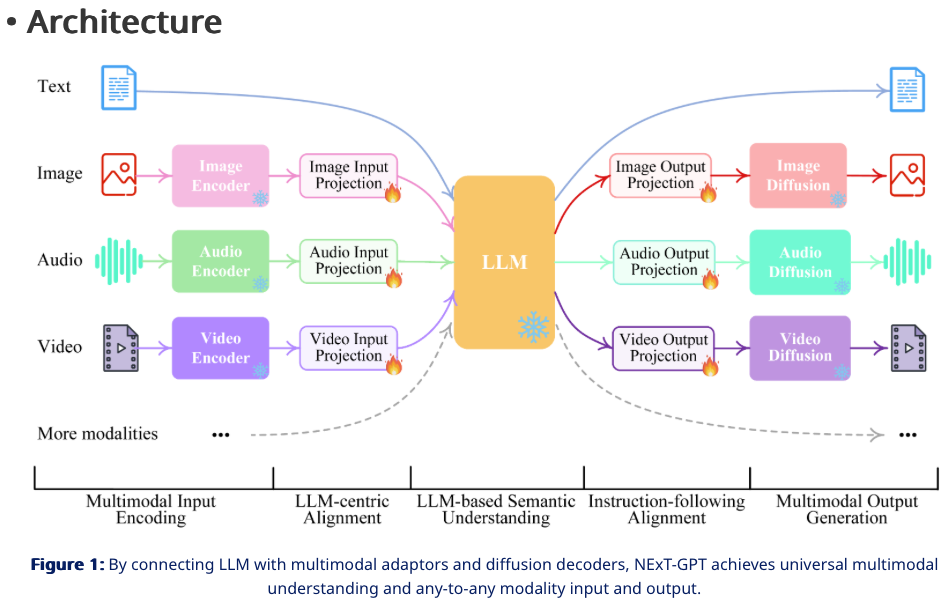 • Architecture
Text
Image
Image
Encoder
Image Input
Projection
LLM
Image Output
Projection
Image
Diffusion
Audio
Audio
Encoder
Audio Input
Projection
Audio Output
Projection
Audio
Diffusion
Video
Video
Encoder
Video Input
Projection
Video Output
Projection
Video
Diffusion
More modalities
...
...
Multimodal Input
Encoding
LLM-centric
Alignment
LLM-based Semantic
Understanding
Instruction-following
Alignment
Multimodal Output
Generation
Figure 1: By connecting LLM with multimodal adaptors and diffusion decoders, NExT-GPT achieves universal multimodal
understanding and any-to-any modality input and output.